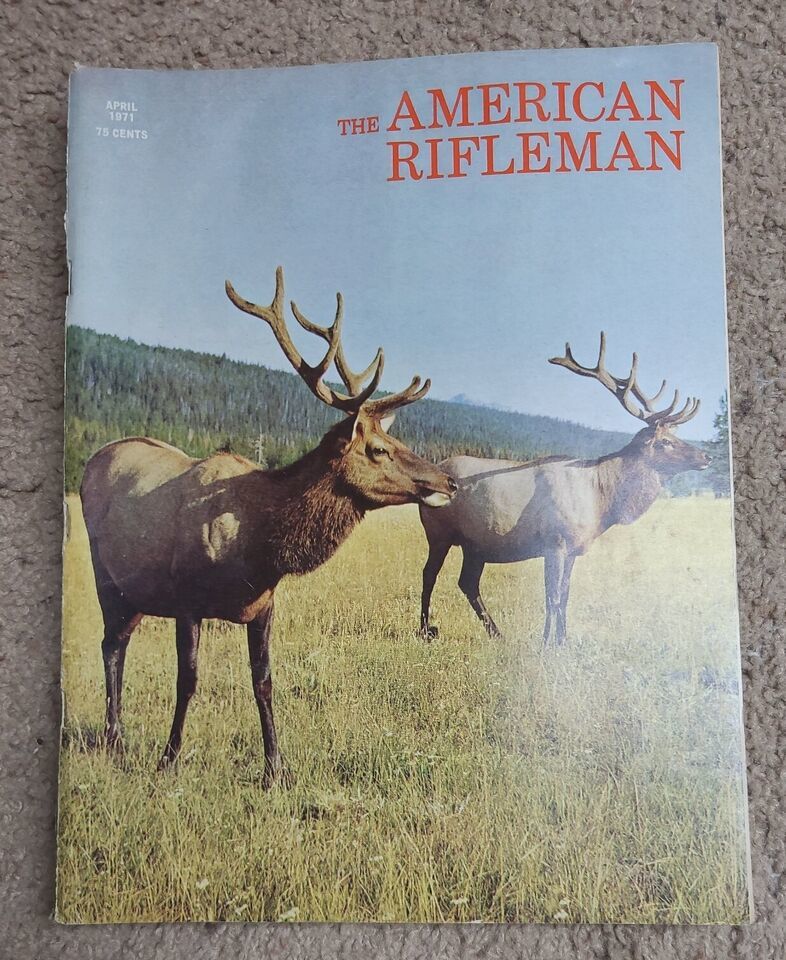 APRIL
1971
75 CENTS
THE AMERICAN
RIFLEMAN